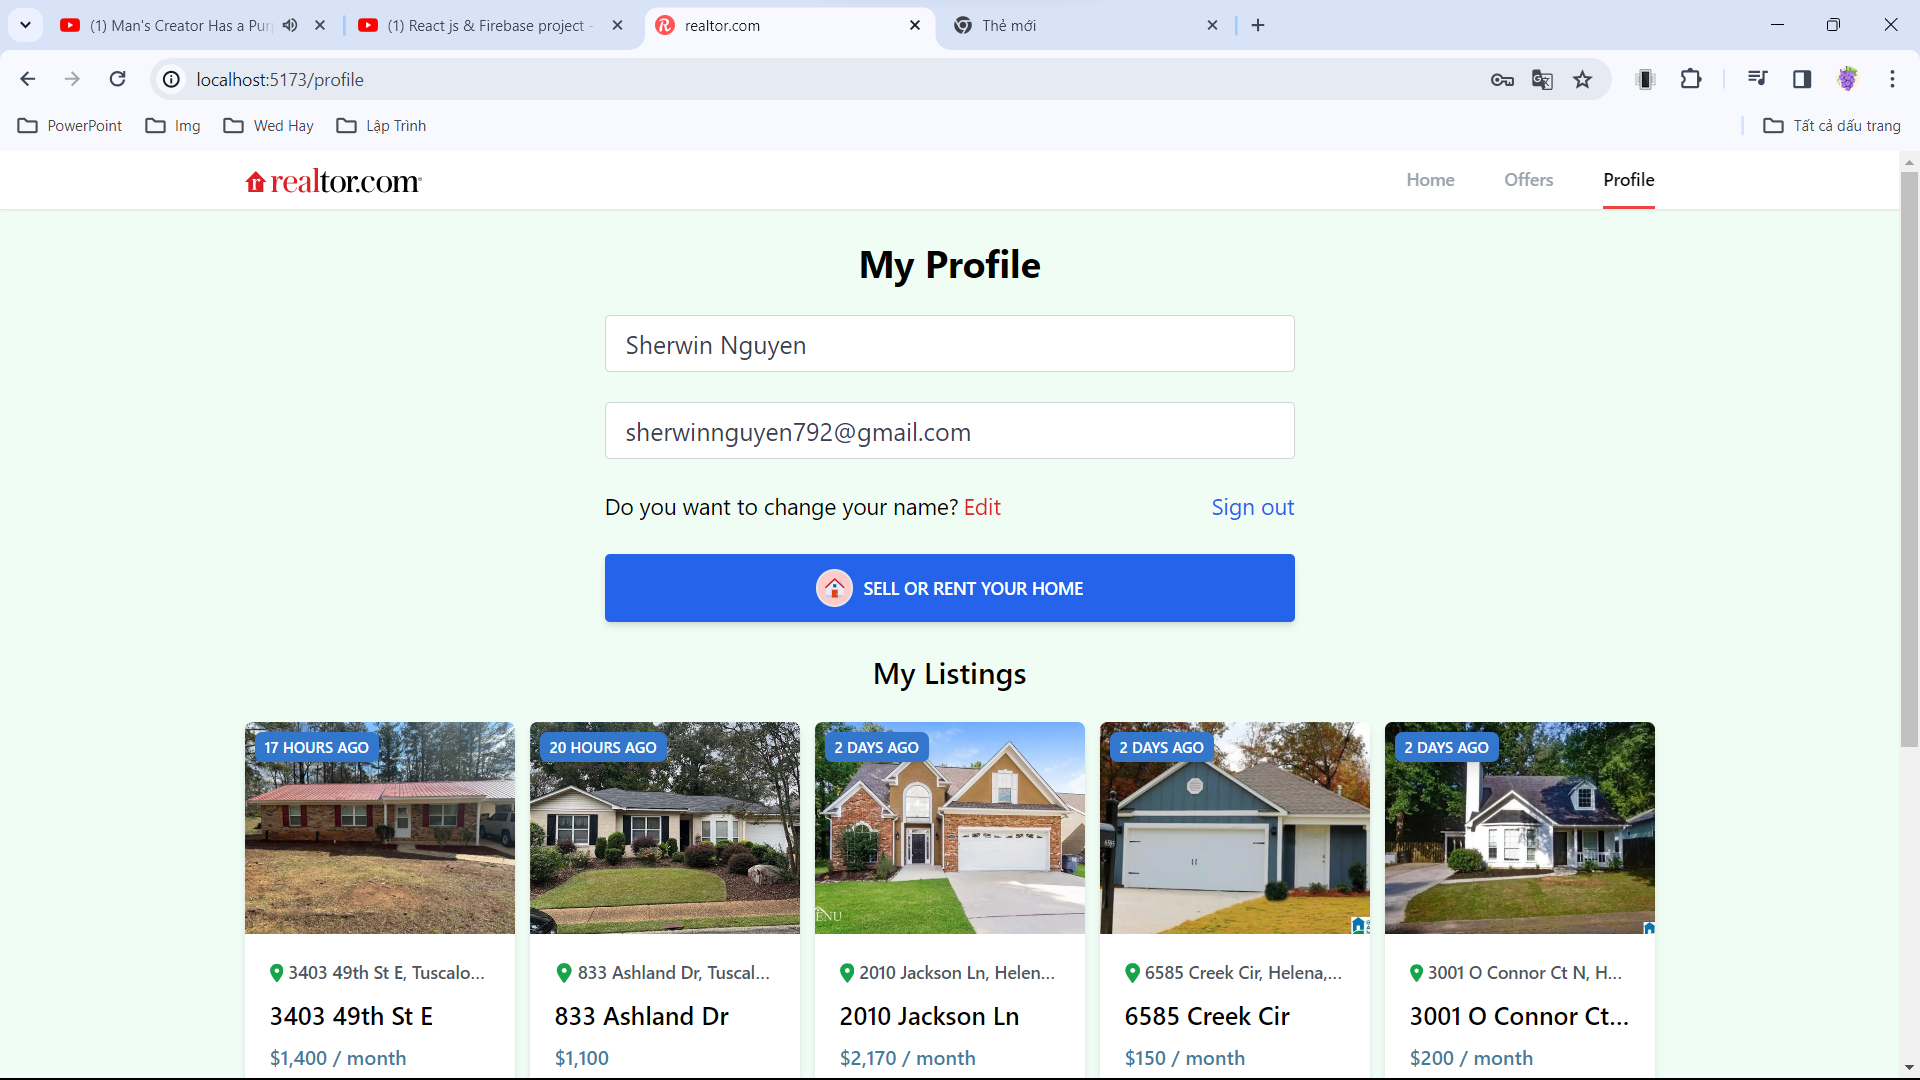 (1) Man's Creator Has a Pur
(1) React js & Firebase project -
realtor.com
Thẻ mới
localhost:5173/profile
PowerPoint
Img
Wed Hay
Lập Trình
Tất cả dấu trang
realtor.com
Home
Offers
Profile
My Profile
Sherwin Nguyen
sherwinnguyen792@gmail.com
Do you want to change your name? Edit
Sign out
SELL OR RENT YOUR HOME
My Listings
17 HOURS AGO
20 HOURS AGO
2 DAYS AGO
2 DAYS AGO
2 DAYS AGO
3403 49th St E, Tuscalo...
833 Ashland Dr, Tuscal...
2010 Jackson Ln, Helen...
6585 Creek Cir, Helena,...
3001 O Connor Ct N, H...
3403 49th St E
833 Ashland Dr
2010 Jackson Ln
6585 Creek Cir
3001 O Connor Ct...
$1,400 / month
$1,100
$2,170 / month
$150 / month
$200 / month